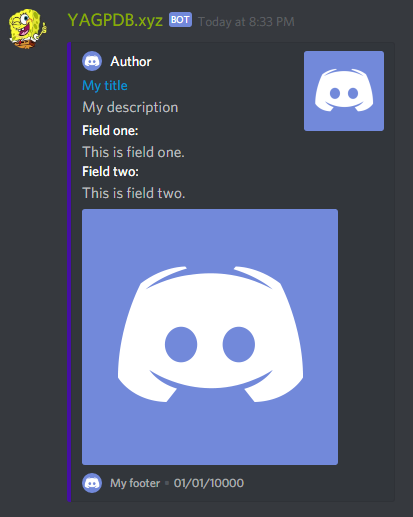 YAGPDB.xyz BOT Today at 8:33 PM
Author
My title
My description
Field one:
This is field one.
Field two:
This is field two.
My footer • 01/01/10000